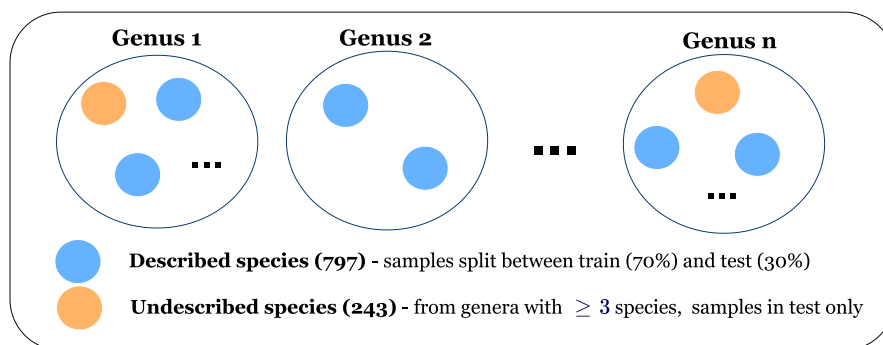 Genus 1
Genus 2
Genus n
Described species (797) - samples split between train (70%) and test (30%)
Undescribed species (243) - from genera with ≥ 3 species, samples in test only